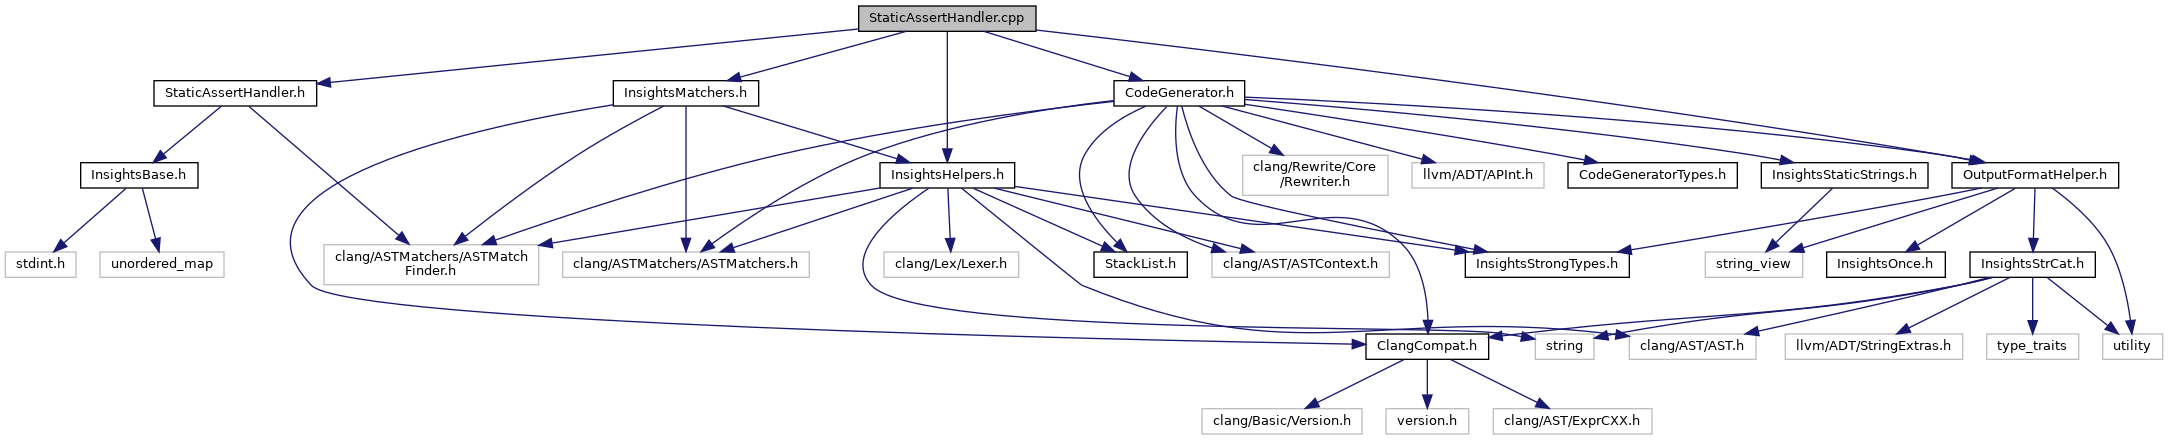 StaticAssertHandler.cpp
StaticAssertHandler.h
InsightsMatchers.h
CodeGenerator.h
InsightsBase.h
InsightsHelpers.h
clang/Rewrite/Core
/Rewriter.h
llvm/ADT/APInt.h
CodeGeneratorTypes.h
InsightsStaticStrings.h
OutputFormatHelper.h
stdint.h
unordered_map
clang/ASTMatchers/ASTMatch
Finder.h
clang/ASTMatchers/ASTMatchers.h
clang/Lex/Lexer.h
StackList.h
clang/AST/ASTContext.h
InsightsStrongTypes.h
string_view
InsightsOnce.h
InsightsStrCat.h
ClangCompat.h
string
clang/AST/AST.h
llvm/ADT/StringExtras.h
type_traits
utility
clang/Basic/Version.h
version.h
clang/AST/ExprCXX.h